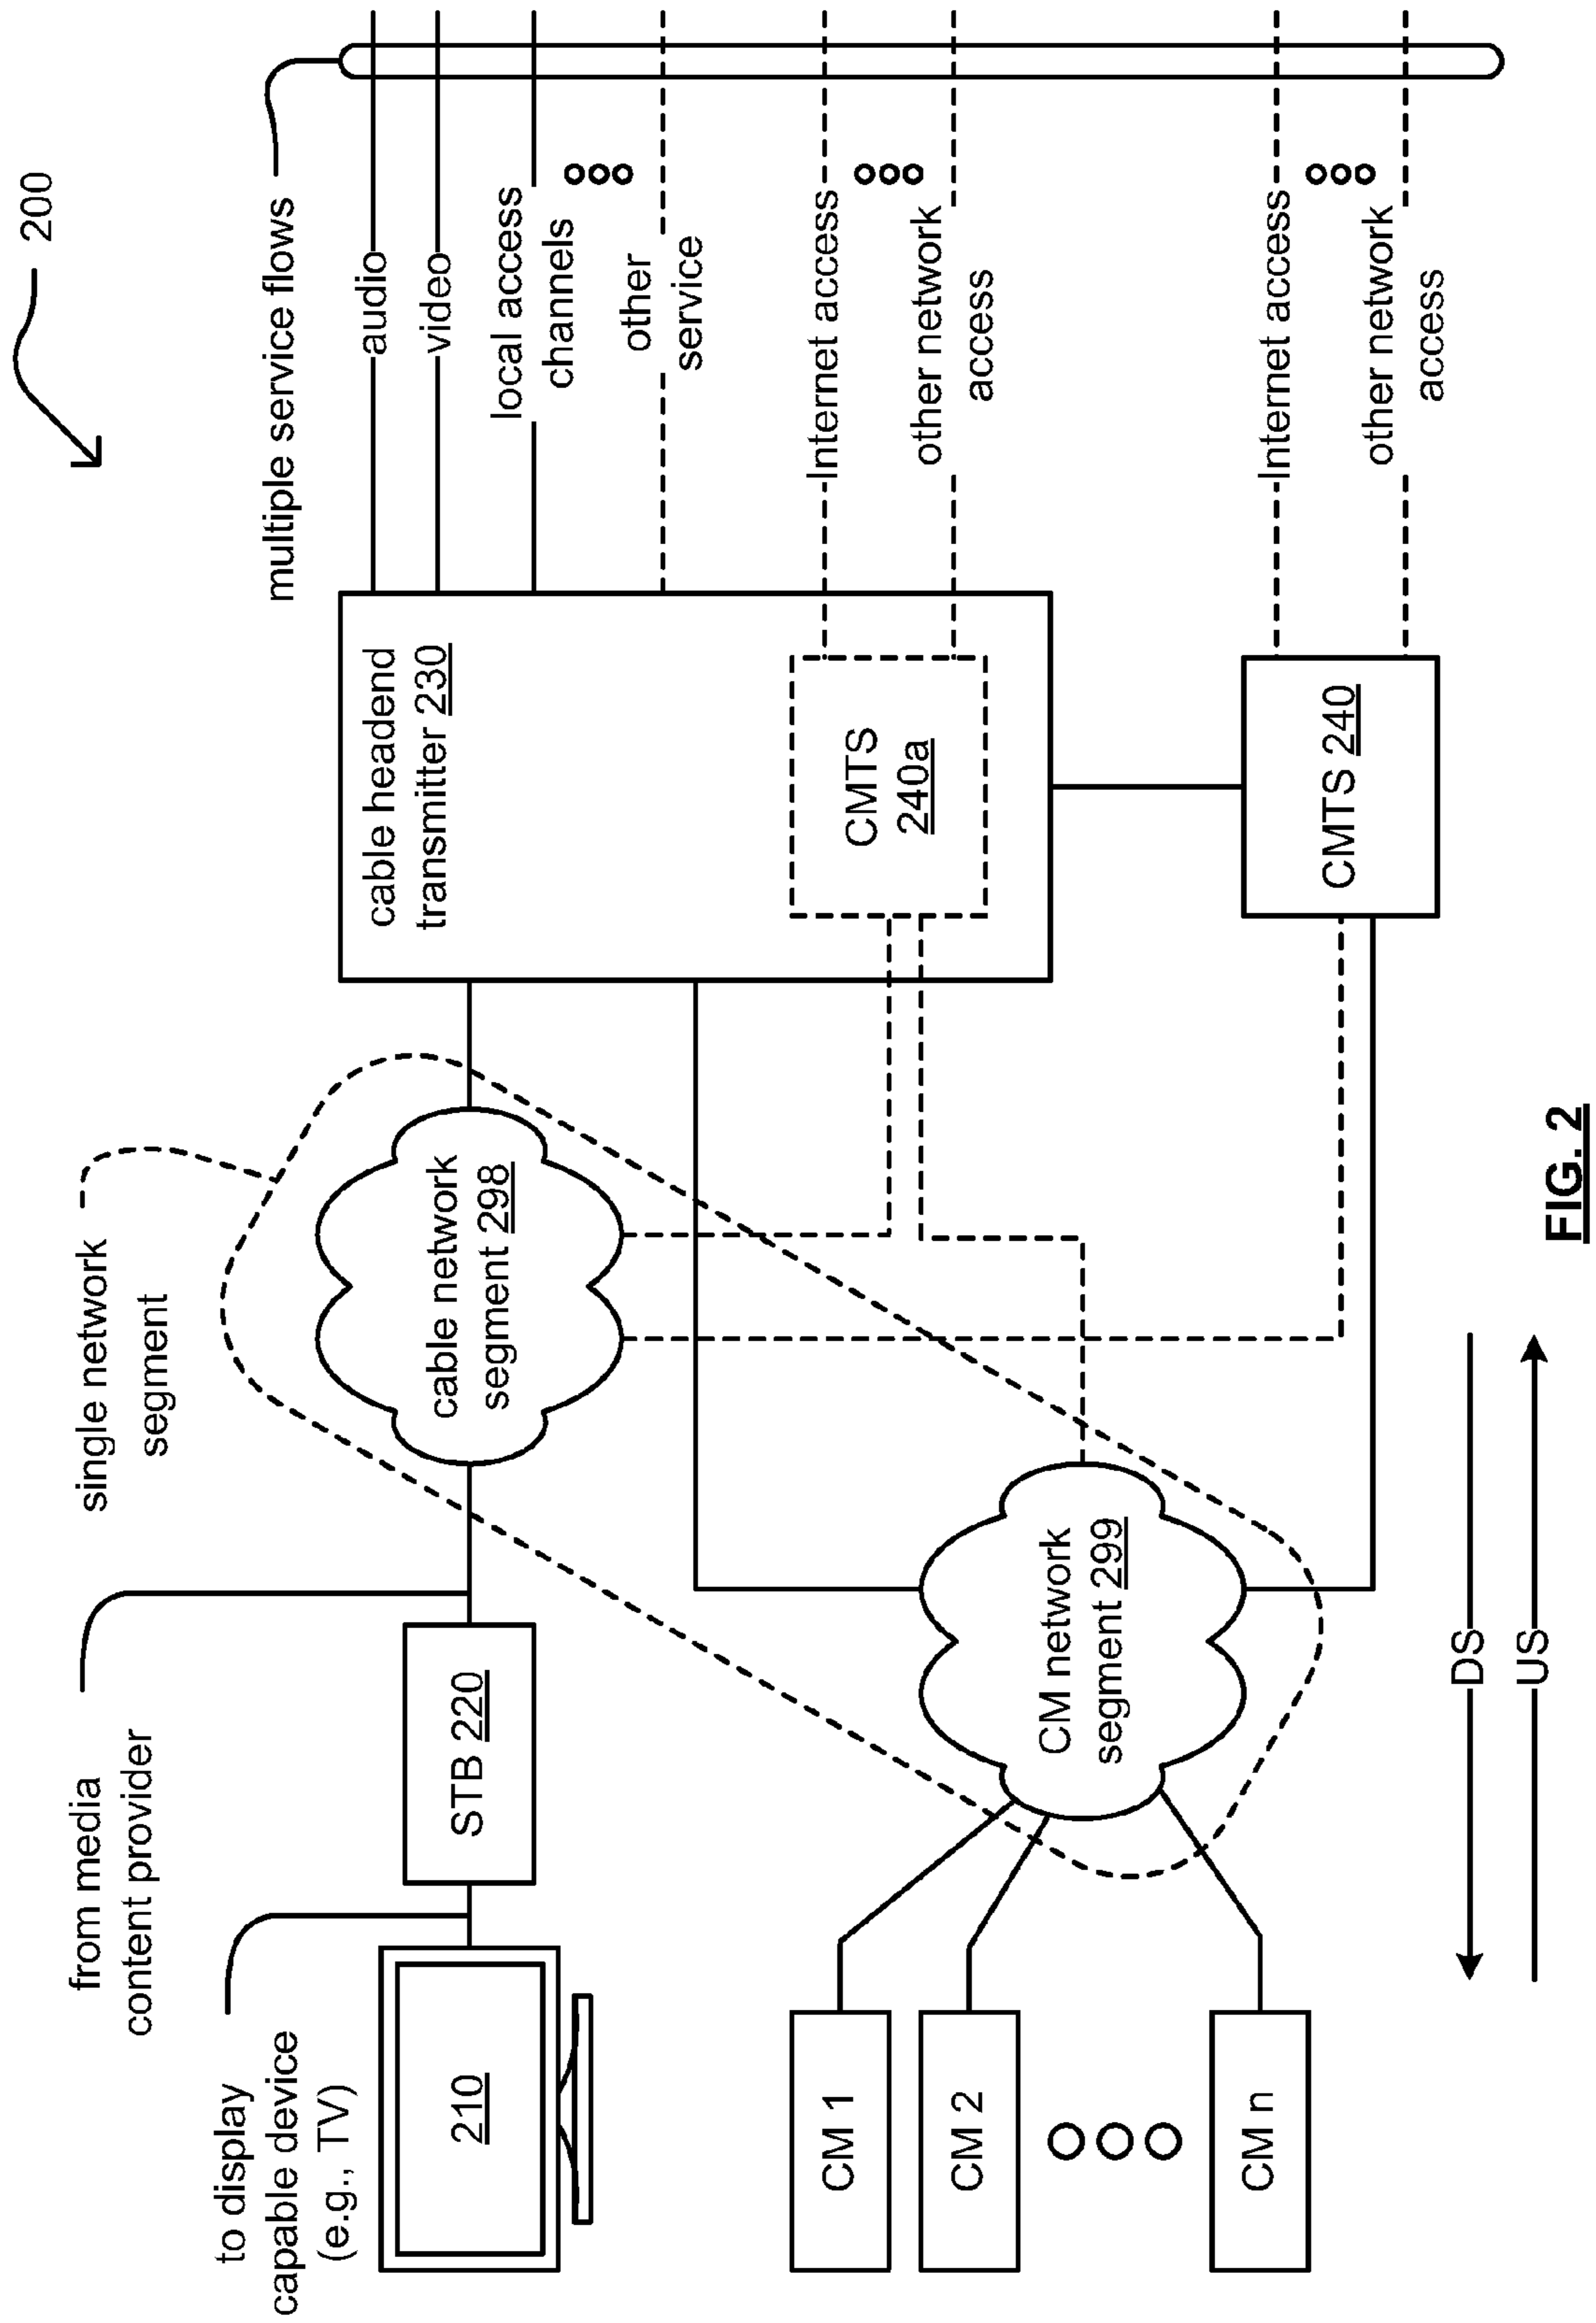 200
multiple service flows
audio
video
local access
channels
other
service
Internet access
other network
access
Internet access
other network
access
cable headend
transmitter 230
CMTS
240a
CMTS 240
single network
segment
cable network
segment 298
CM network
segment 299
from media
content provider
STB 220
to display
capable device
(e.g., TV)
210
CM 1
CM 2
CM n
DS
US
FIG. 2